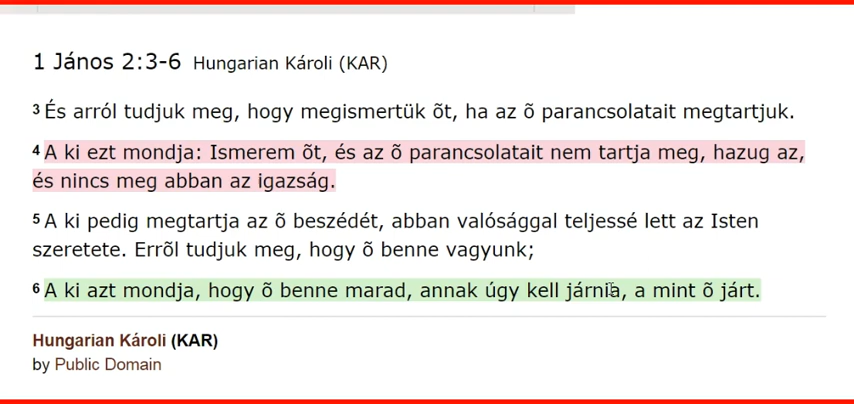 1 János 2:3-6 Hungarian Károli (KAR)
3 És arról tudjuk meg, hogy megismertük õt, ha az õ parancsolatait megtartjuk.
4 A ki ezt mondja: Ismerem õt, és az õ parancsolatait nem tartja meg, hazug az,
és nincs meg abban az igazság.
5 A ki pedig megtartja az õ beszédét, abban valósággal teljessé lett az Isten
szeretete. Errõl tudjuk meg, hogy õ benne vagyunk;
6 A ki azt mondja, hogy õ benne marad, annak úgy kell járnia, a mint õ járt.
Hungarian Károli (KAR)
by Public Domain